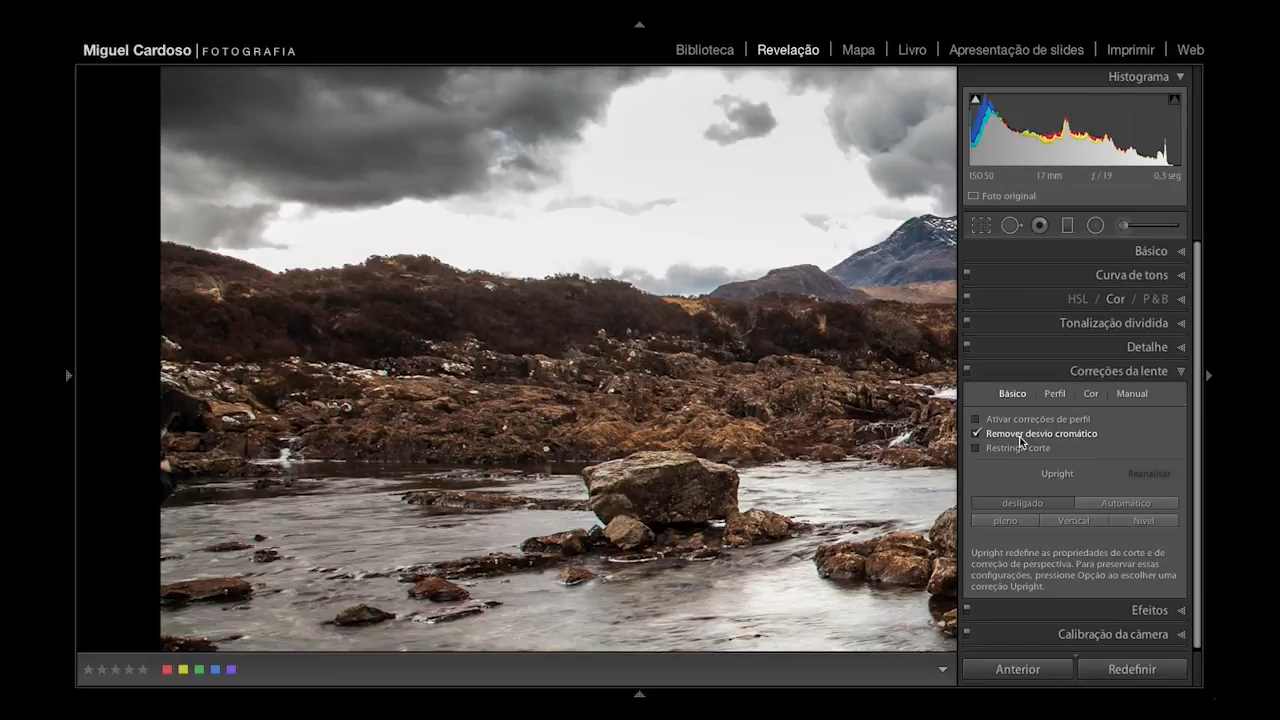 Miguel Cardoso | FOTOGRAFIA
Biblioteca | Revelação | Mapa | Livro | Apresentação de slides | Imprimir | Web
Histograma
ISO 50 17 mm ƒ / 19 0,3 seg
Foto original
Básico
Curva de tons
HSL / Cor / P & B
Tonalização dividida
Detalhe
Correções da lente
Básico Perfil Cor Manual
Ativar correções de perfil
Remover desvio cromático
Restringir corte
Upright Reanalisar
desligado Automático
pleno Vertical Nível
Upright redefine as propriedades de corte e de
correção de perspectiva. Para preservar essas
configurações, pressione Opção ao escolher uma
correção Upright.
Efeitos
Calibração da câmera
Anterior Redefinir